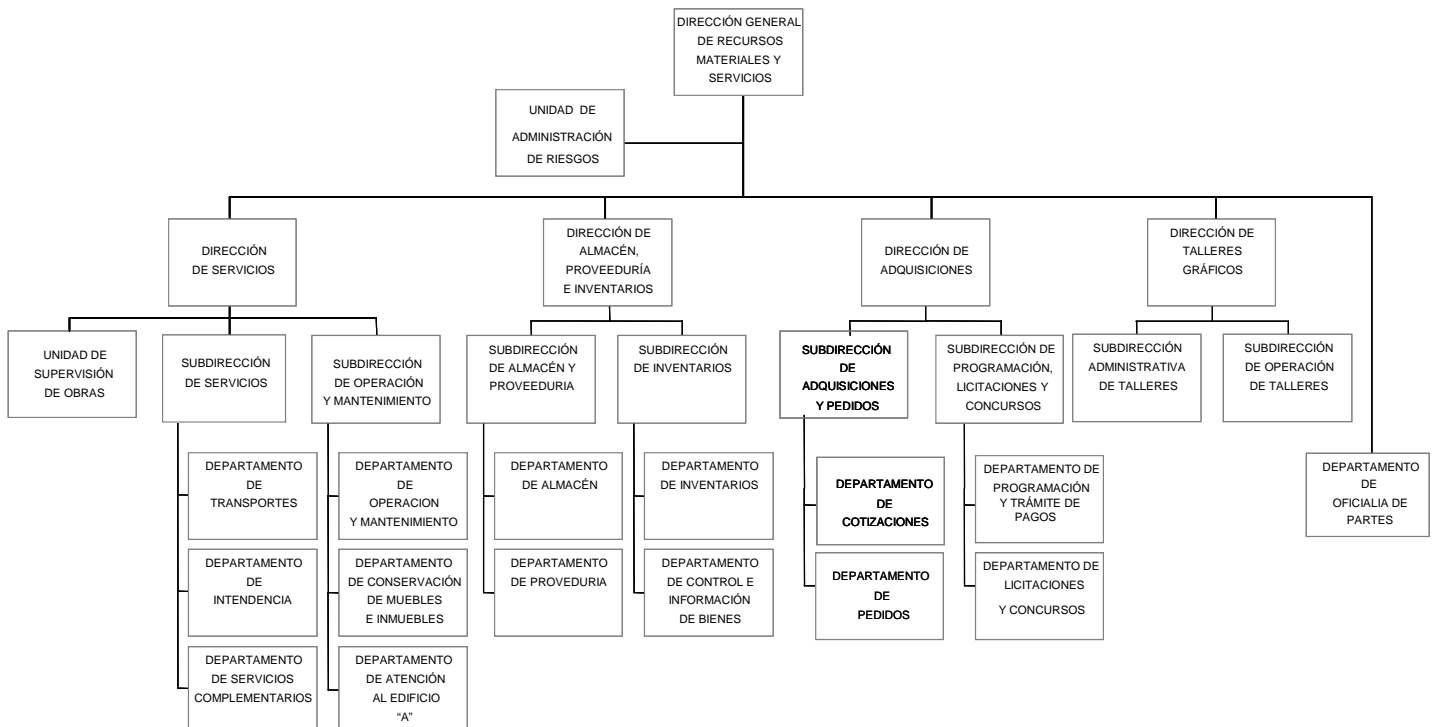 DIRECCIÓN GENERAL
DE RECURSOS
MATERIALES Y
SERVICIOS
UNIDAD DE
ADMINISTRACIÓN
DE RIESGOS
DIRECCIÓN
DE SERVICIOS
DIRECCIÓN DE
ALMACÉN,
PROVEEDURÍA
E INVENTARIOS
DIRECCIÓN DE
ADQUISICIONES
DIRECCIÓN DE
TALLERES
GRÁFICOS
UNIDAD DE
SUPERVISIÓN
DE OBRAS
SUBDIRECCIÓN
DE SERVICIOS
SUBDIRECCIÓN
DE OPERACIÓN
Y MANTENIMIENTO
SUBDIRECCIÓN
DE ALMACÉN Y
PROVEEDURIA
SUBDIRECCIÓN
DE INVENTARIOS
SUBDIRECCIÓN
DE
ADQUISICIONES
Y PEDIDOS
SUBDIRECCIÓN DE
PROGRAMACIÓN,
LICITACIONES Y
CONCURSOS
SUBDIRECCIÓN
ADMINISTRATIVA
DE TALLERES
SUBDIRECCIÓN
DE OPERACIÓN
DE TALLERES
DEPARTAMENTO
DE
TRANSPORTES
DEPARTAMENTO
DE
OPERACION
Y MANTENIMIENTO
DEPARTAMENTO
DE ALMACÉN
DEPARTAMENTO
DE INVENTARIOS
DEPARTAMENTO
DE
COTIZACIONES
DEPARTAMENTO DE
PROGRAMACIÓN
Y TRÁMITE DE
PAGOS
DEPARTAMENTO
DE
OFICIALIA DE
PARTES
DEPARTAMENTO
DE
INTENDENCIA
DEPARTAMENTO
DE CONSERVACIÓN
DE MUEBLES
E INMUEBLES
DEPARTAMENTO
DE PROVEDURIA
DEPARTAMENTO
DE CONTROL E
INFORMACIÓN
DE BIENES
DEPARTAMENTO
DE
PEDIDOS
DEPARTAMENTO DE
LICITACIONES
Y CONCURSOS
DEPARTAMENTO
DE SERVICIOS
COMPLEMENTARIOS
DEPARTAMENTO
DE ATENCIÓN
AL EDIFICIO
“A”